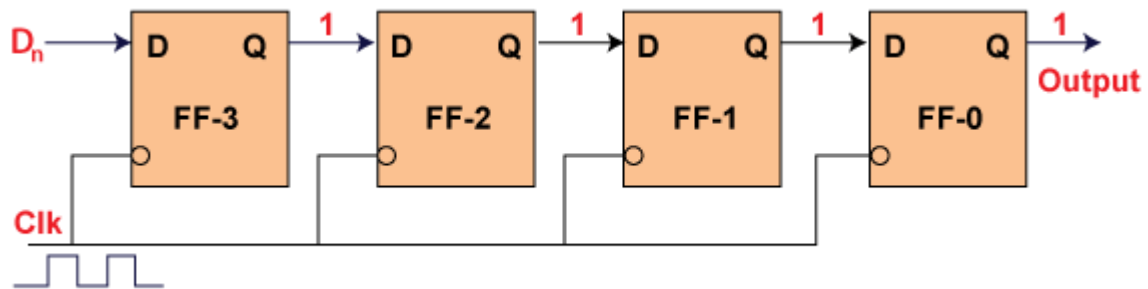 Dₙ D Q 1 D Q 1 D Q 1 D Q 1
Output
FF-3 FF-2 FF-1 FF-0
Clk